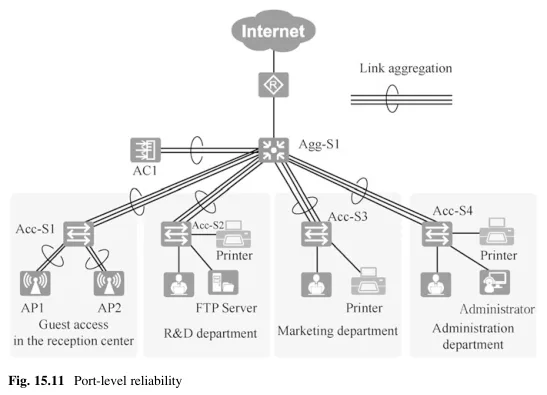 Internet
R
Link aggregation
Agg-S1
AC1
Acc-S1
Acc-S2
Acc-S3
Acc-S4
Printer
Printer
AP1
AP2
FTP Server
Printer
Administrator
Guest access
in the reception center
R&D department
Marketing department
Administration
department
Fig. 15.11 Port-level reliability